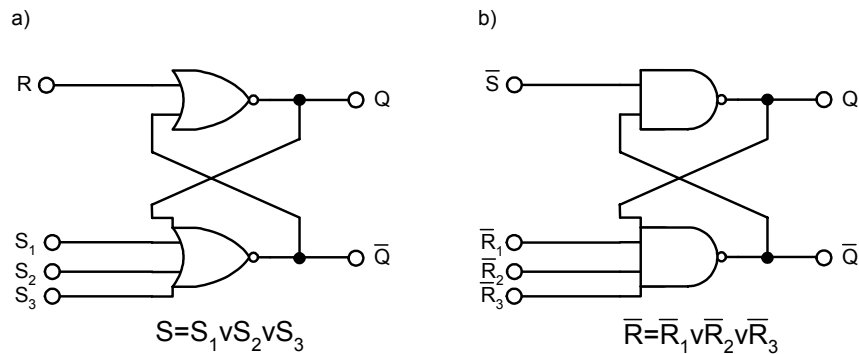 a)
R
Q
S₁
S₂
S₃
Q̅
S=S₁vS₂vS₃
b)
S̅
Q
R̅₁
R̅₂
R̅₃
Q̅
R̅=R̅₁vR̅₂vR̅₃